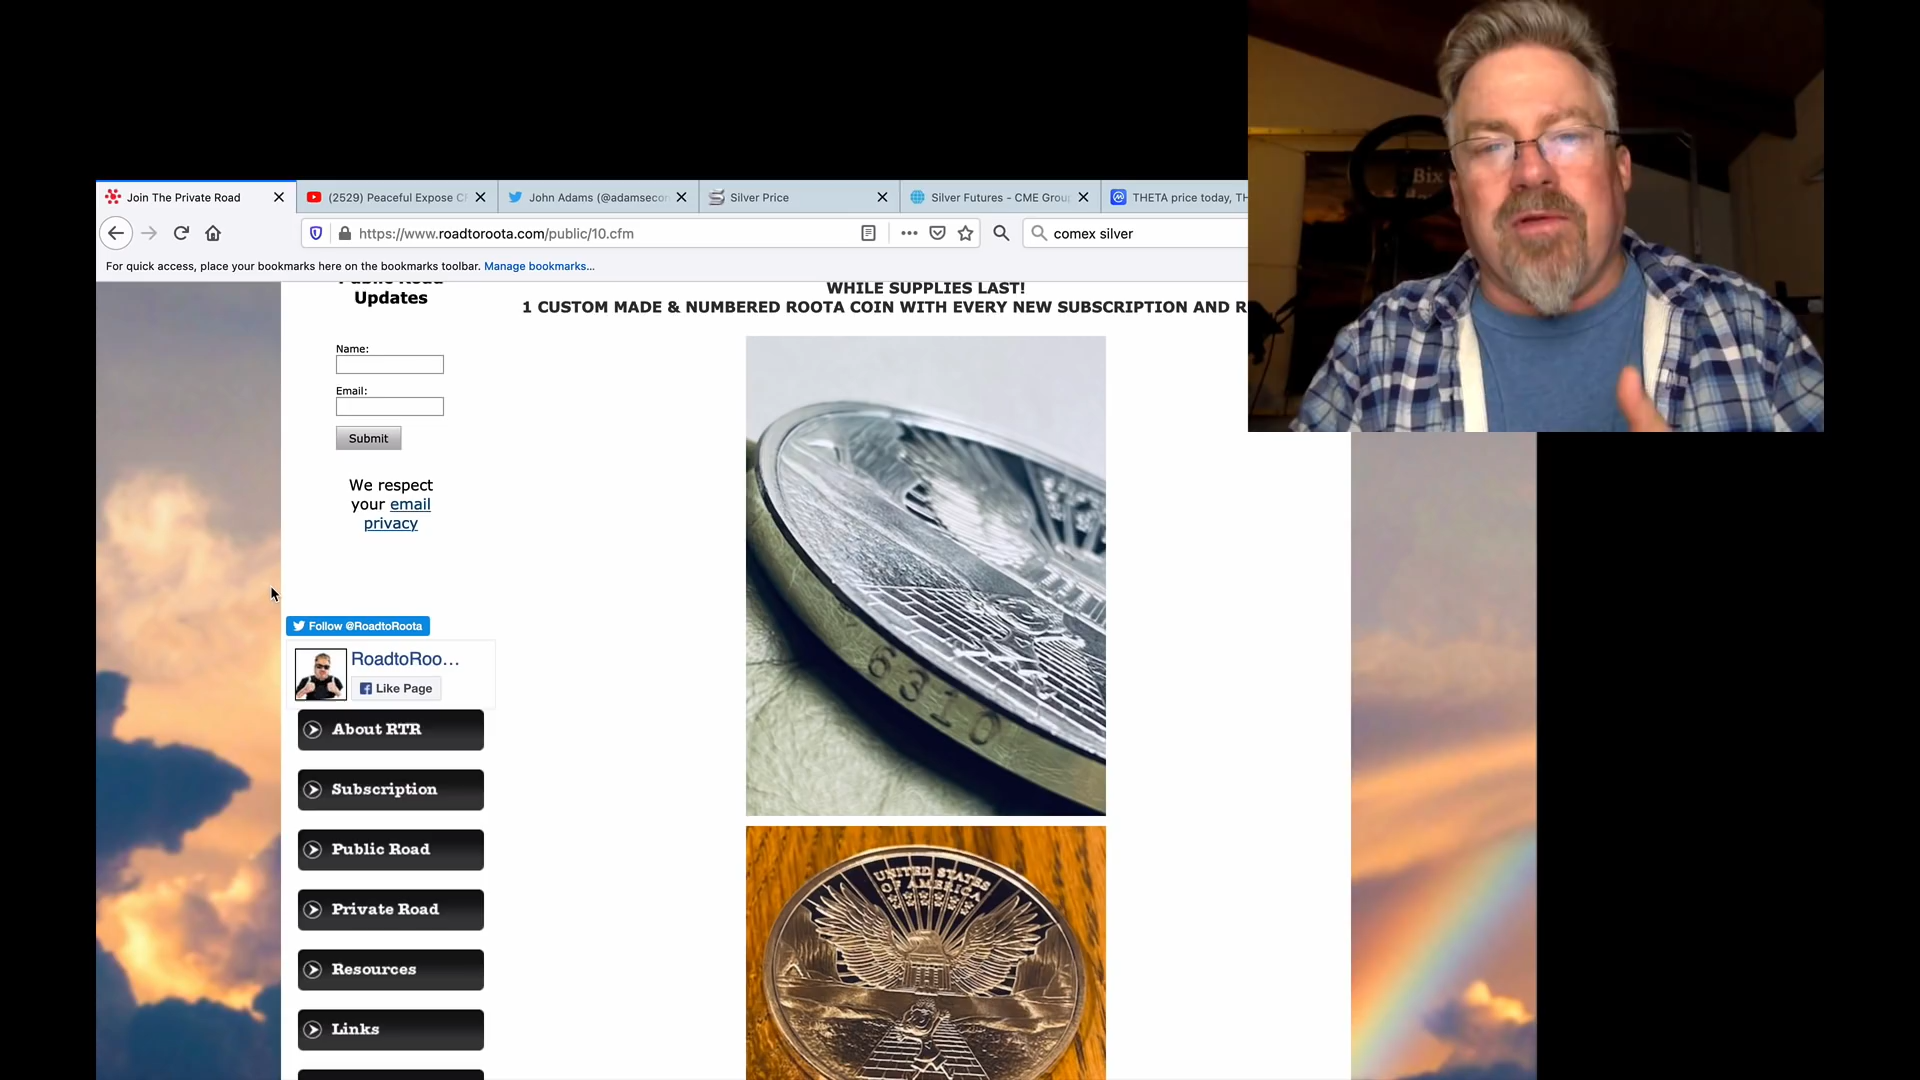 Join The Private Road
(2529) Peaceful Expose C
John Adams (@adamsecon
Silver Price
Silver Futures - CME Grou
THETA price today, TH
https://www.roadtoroota.com/public/10.cfm
comex silver
For quick access, place your bookmarks here on the bookmarks toolbar. Manage bookmarks...
Public Road
Updates
Name:
Email:
Submit
We respect
your email
privacy
Follow @RoadtoRoota
RoadtoRoo...
Like Page
About RTR
Subscription
Public Road
Private Road
Resources
Links
WHILE SUPPLIES LAST!
1 CUSTOM MADE & NUMBERED ROOTA COIN WITH EVERY NEW SUBSCRIPTION AND R
6310
UNITED STATES
OF AMERICA
Bix